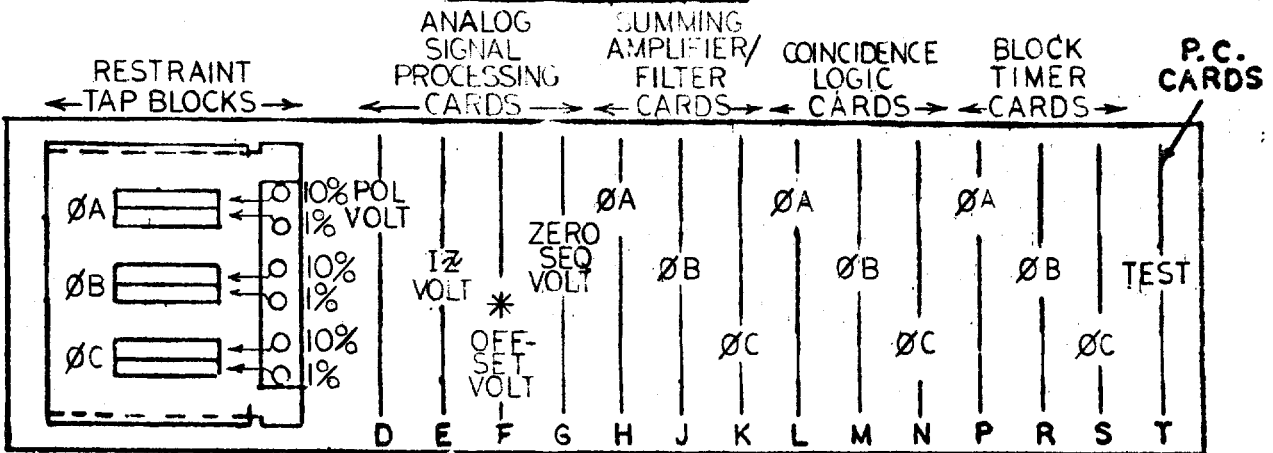 RESTRAINT
TAP BLOCKS
ANALOG
SIGNAL
PROCESSING
CARDS
SUMMING
AMPLIFIER/
FILTER
CARDS
COINCIDENCE
LOGIC
CARDS
BLOCK
TIMER
CARDS
P.C.
CARDS
ØA
10%
1%
ØB
10%
1%
ØC
10%
1%
POL
VOLT
IZ
VOLT
*
OFF-
SET
VOLT
ZERO
SEQ
VOLT
ØA
ØB
ØC
ØA
ØB
ØC
ØA
ØB
ØC
TEST
D E F G H J K L M N P R S T